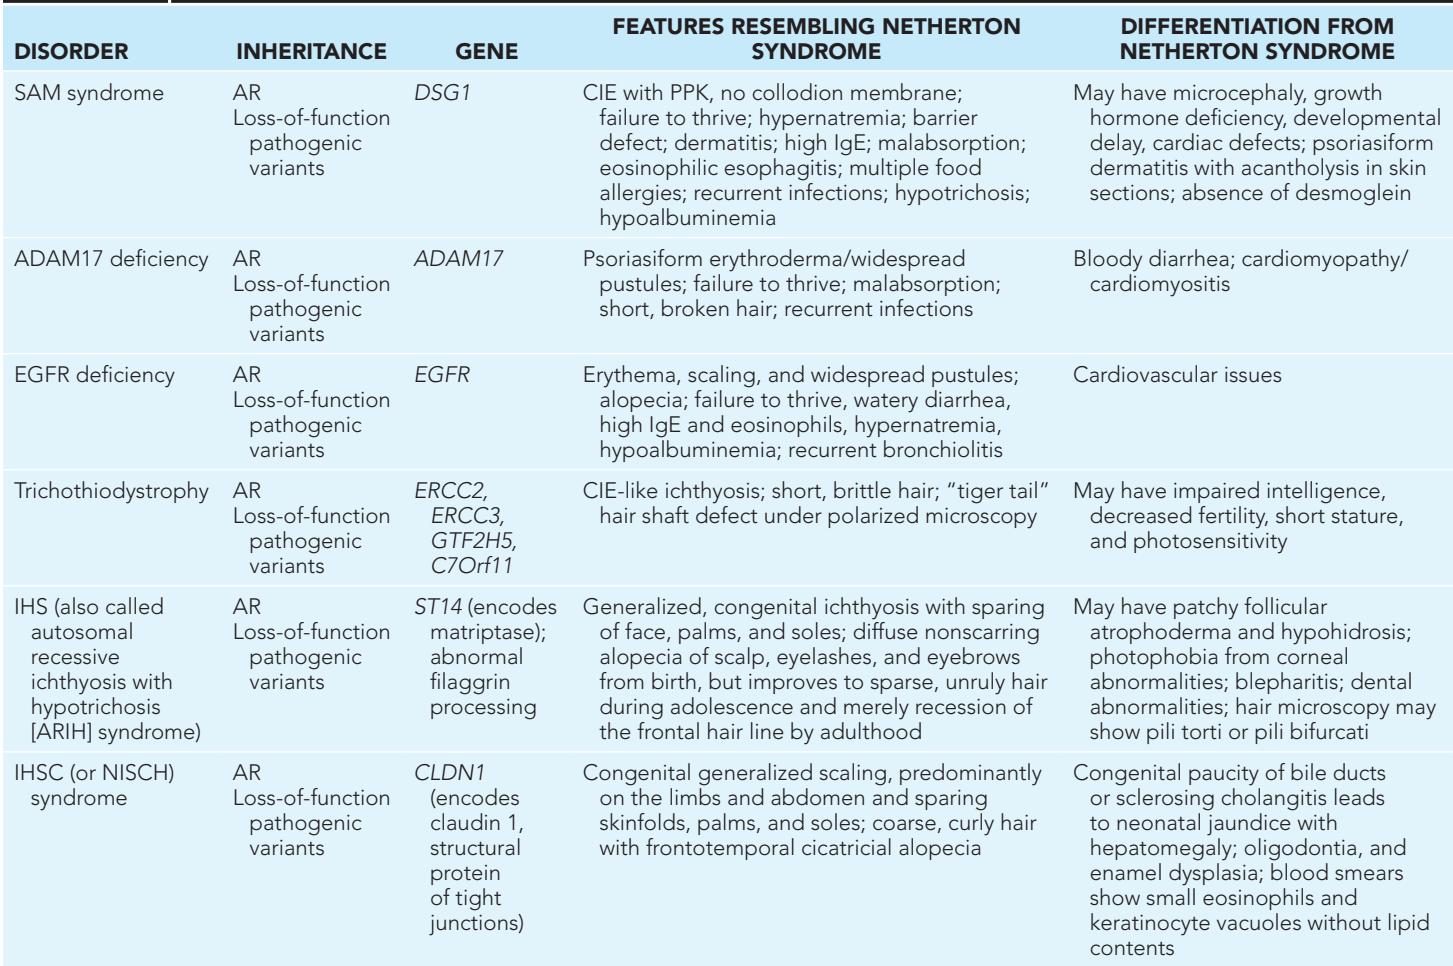 DISORDER
INHERITANCE
GENE
FEATURES RESEMBLING NETHERTON
SYNDROME
DIFFERENTIATION FROM
NETHERTON SYNDROME
SAM syndrome
AR
Loss-of-function
pathogenic
variants
DSG1
CIE with PPK, no collodion membrane;
failure to thrive; hypernatremia; barrier
defect; dermatitis; high IgE; malabsorption;
eosinophilic esophagitis; multiple food
allergies; recurrent infections; hypotrichosis;
hypoalbuminemia
May have microcephaly, growth
hormone deficiency, developmental
delay, cardiac defects; psoriasiform
dermatitis with acantholysis in skin
sections; absence of desmoglein
ADAM17 deficiency
AR
Loss-of-function
pathogenic
variants
ADAM17
Psoriasiform erythroderma/widespread
pustules; failure to thrive; malabsorption;
short, broken hair; recurrent infections
Bloody diarrhea; cardiomyopathy/
cardiomyositis
EGFR deficiency
AR
Loss-of-function
pathogenic
variants
EGFR
Erythema, scaling, and widespread pustules;
alopecia; failure to thrive, watery diarrhea,
high IgE and eosinophils, hypernatremia,
hypoalbuminemia; recurrent bronchiolitis
Cardiovascular issues
Trichothiodystrophy
AR
Loss-of-function
pathogenic
variants
ERCC2,
ERCC3,
GTF2H5,
C7Orf11
CIE-like ichthyosis; short, brittle hair; “tiger tail”
hair shaft defect under polarized microscopy
May have impaired intelligence,
decreased fertility, short stature,
and photosensitivity
IHS (also called
autosomal
recessive
ichthyosis with
hypotrichosis
[ARIH] syndrome)
AR
Loss-of-function
pathogenic
variants
ST14 (encodes
matriptase);
abnormal
filaggrin
processing
Generalized, congenital ichthyosis with sparing
of face, palms, and soles; diffuse nonscarring
alopecia of scalp, eyelashes, and eyebrows
from birth, but improves to sparse, unruly hair
during adolescence and merely recession of
the frontal hair line by adulthood
May have patchy follicular
atrophoderma and hypohidrosis;
photophobia from corneal
abnormalities; blepharitis; dental
abnormalities; hair microscopy may
show pili torti or pili bifurcati
IHSC (or NISCH)
syndrome
AR
Loss-of-function
pathogenic
variants
CLDN1
(encodes
claudin 1,
structural
protein
of tight
junctions)
Congenital generalized scaling, predominantly
on the limbs and abdomen and sparing
skinfolds, palms, and soles; coarse, curly hair
with frontotemporal cicatricial alopecia
Congenital paucity of bile ducts
or sclerosing cholangitis leads
to neonatal jaundice with
hepatomegaly; oligodontia, and
enamel dysplasia; blood smears
show small eosinophils and
keratinocyte vacuoles without lipid
contents